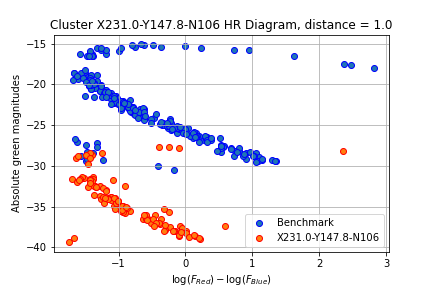 Cluster X231.0-Y147.8-N106 HR Diagram, distance = 1.0
Absolute green magnitudes
−15
−20
−25
−30
−35
−40
Benchmark
X231.0-Y147.8-N106
−1 0 1 2 3
log(F_Red) − log(F_Blue)